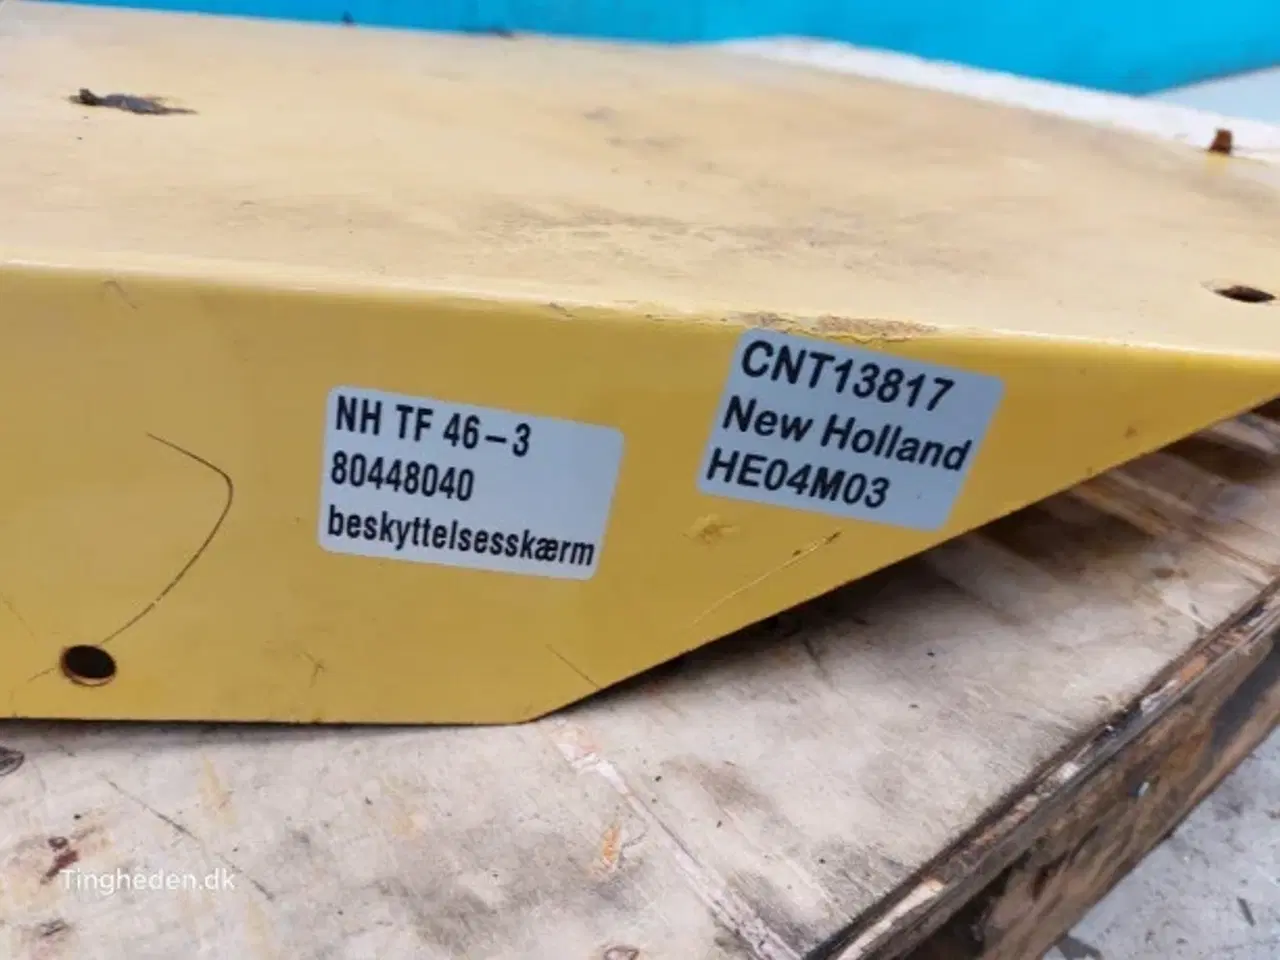 NH TF 46-3
80448040
beskyttelsesskærm
CNT13817
New Holland
HE04M03
Tingheden.dk